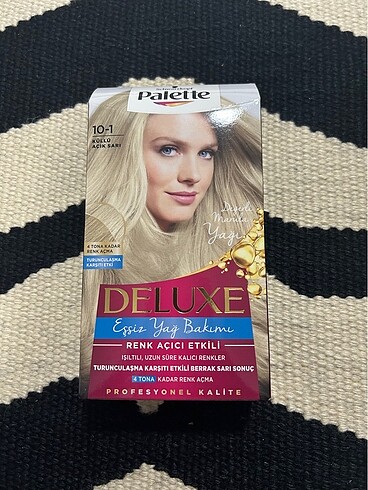 Schwarzkopf
Palette
10-1
KÜLLÜ
AÇIK SARI
Değerli
Marula
Yağı
4 TONA KADAR
RENK AÇMA
TURUNCULAŞMA
KARŞITI ETKİ
DELUXE
Eşsiz Yağ Bakımı
RENK AÇICI ETKİLİ
IŞILTILI, UZUN SÜRE KALICI RENKLER
TURUNCULAŞMA KARŞITI ETKİLİ BERRAK SARI SONUÇ
4 TONA KADAR RENK AÇMA
PROFESYONEL KALİTE